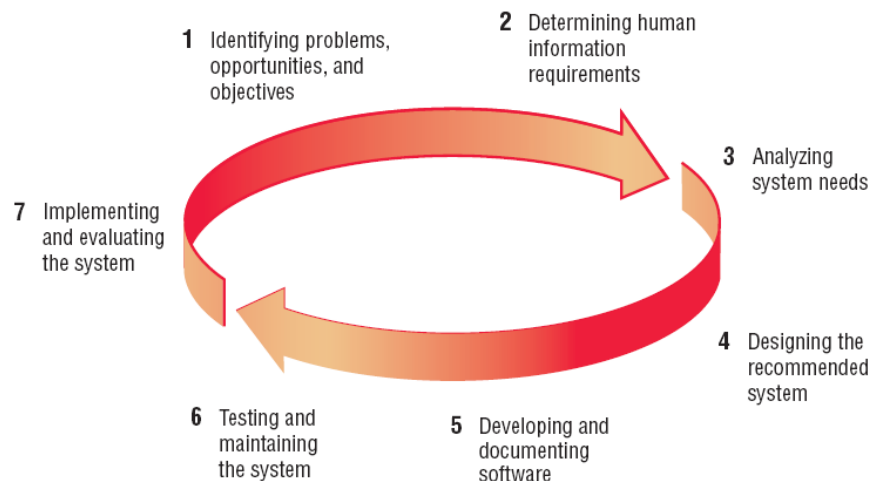 1 Identifying problems,
opportunities, and
objectives
2 Determining human
information
requirements
3 Analyzing
system needs
4 Designing the
recommended
system
5 Developing and
documenting
software
6 Testing and
maintaining
the system
7 Implementing
and evaluating
the system